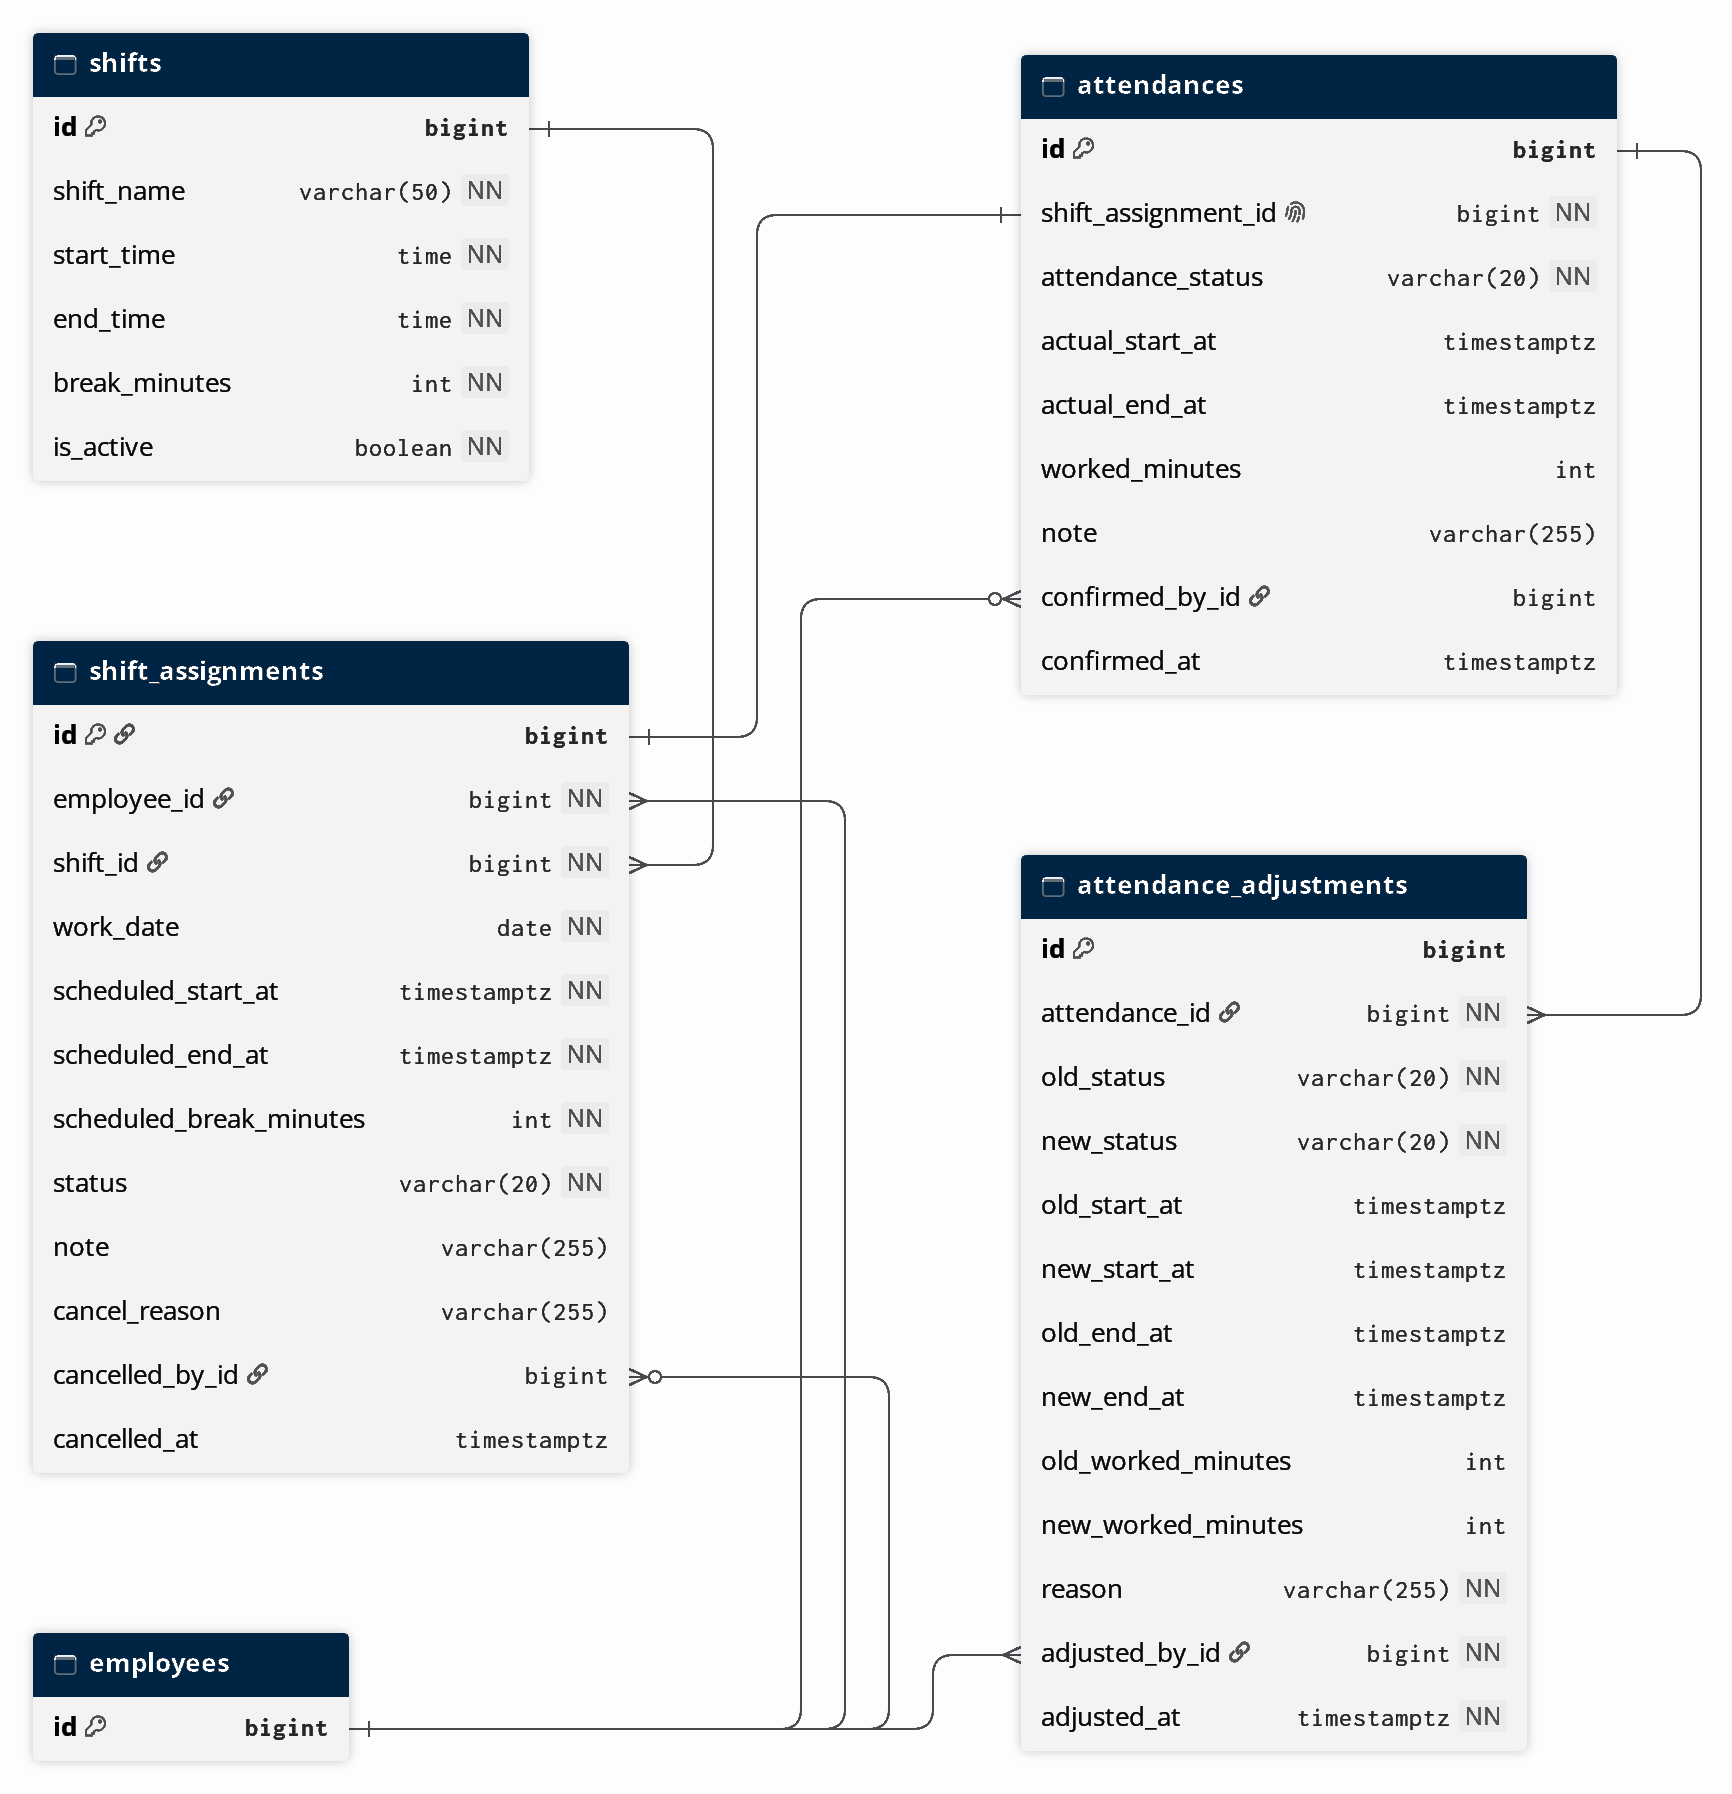 shifts
id bigint
shift_name varchar(50) NN
start_time time NN
end_time time NN
break_minutes int NN
is_active boolean NN
shift_assignments
id bigint
employee_id bigint NN
shift_id bigint NN
work_date date NN
scheduled_start_at timestamptz NN
scheduled_end_at timestamptz NN
scheduled_break_minutes int NN
status varchar(20) NN
note varchar(255)
cancel_reason varchar(255)
cancelled_by_id bigint
cancelled_at timestamptz
employees
id bigint
attendances
id bigint
shift_assignment_id bigint NN
attendance_status varchar(20) NN
actual_start_at timestamptz
actual_end_at timestamptz
worked_minutes int
note varchar(255)
confirmed_by_id bigint
confirmed_at timestamptz
attendance_adjustments
id bigint
attendance_id bigint NN
old_status varchar(20) NN
new_status varchar(20) NN
old_start_at timestamptz
new_start_at timestamptz
old_end_at timestamptz
new_end_at timestamptz
old_worked_minutes int
new_worked_minutes int
reason varchar(255) NN
adjusted_by_id bigint NN
adjusted_at timestamptz NN